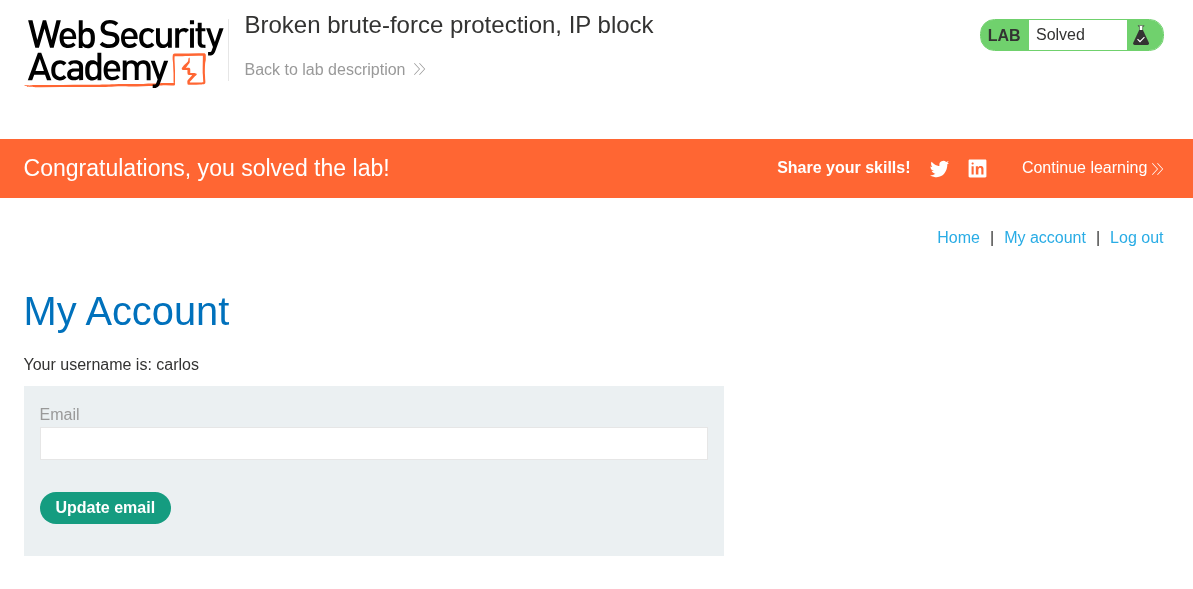 Web Security
Academy
Broken brute-force protection, IP block
Back to lab description
LAB Solved
Congratulations, you solved the lab!
Share your skills!
Continue learning
Home | My account | Log out
My Account
Your username is: carlos
Email
Update email